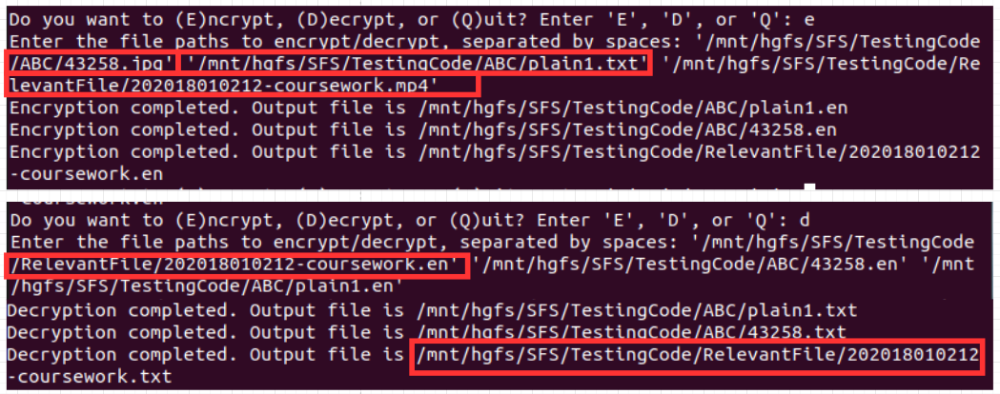 Do you want to (E)ncrypt, (D)ecrypt, or (Q)uit? Enter 'E', 'D', or 'Q': e
Enter the file paths to encrypt/decrypt, separated by spaces: '/mnt/hgfs/SFS/TestingCode
/ABC/43258.jpg' '/mnt/hgfs/SFS/TestingCode/ABC/plain1.txt' '/mnt/hgfs/SFS/TestingCode/Re
levantFile/202018010212-coursework.mp4'
Encryption completed. Output file is /mnt/hgfs/SFS/TestingCode/ABC/plain1.en
Encryption completed. Output file is /mnt/hgfs/SFS/TestingCode/ABC/43258.en
Encryption completed. Output file is /mnt/hgfs/SFS/TestingCode/RelevantFile/202018010212
-coursework.en
-coursework.en
Do you want to (E)ncrypt, (D)ecrypt, or (Q)uit? Enter 'E', 'D', or 'Q': d
Enter the file paths to encrypt/decrypt, separated by spaces: '/mnt/hgfs/SFS/TestingCode
/RelevantFile/202018010212-coursework.en' '/mnt/hgfs/SFS/TestingCode/ABC/43258.en' '/mnt
/hgfs/SFS/TestingCode/ABC/plain1.en'
Decryption completed. Output file is /mnt/hgfs/SFS/TestingCode/ABC/plain1.txt
Decryption completed. Output file is /mnt/hgfs/SFS/TestingCode/ABC/43258.txt
Decryption completed. Output file is /mnt/hgfs/SFS/TestingCode/RelevantFile/202018010212
-coursework.txt